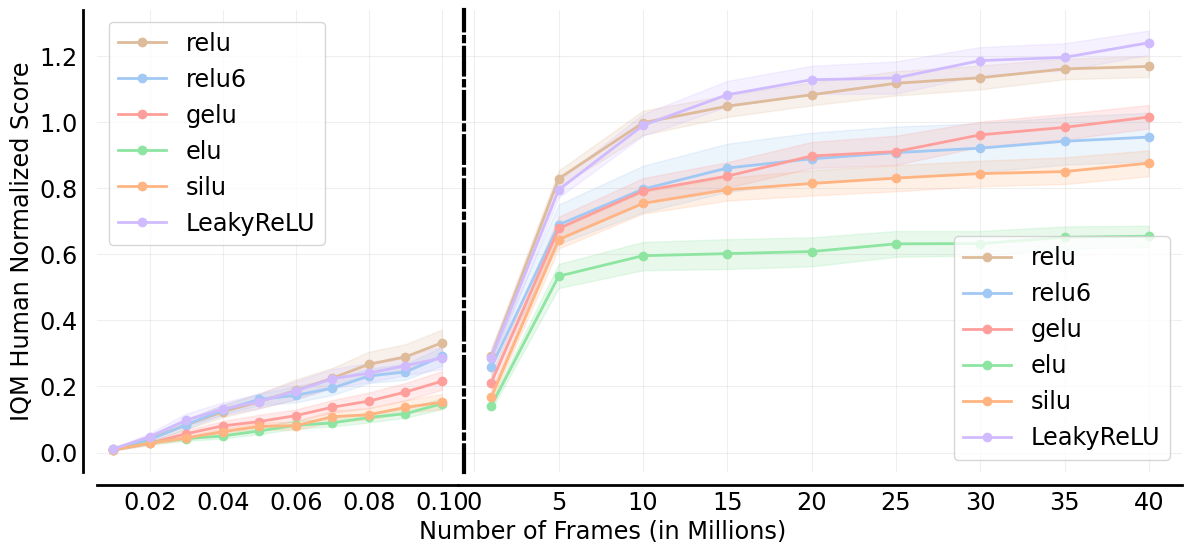 IQM Human Normalized Score
1.2
1.0
0.8
0.6
0.4
0.2
0.0
relu
relu6
gelu
elu
silu
LeakyReLU
relu
relu6
gelu
elu
silu
LeakyReLU
0.02 0.04 0.06 0.08 0.100 0 5 10 15 20 25 30 35 40
Number of Frames (in Millions)